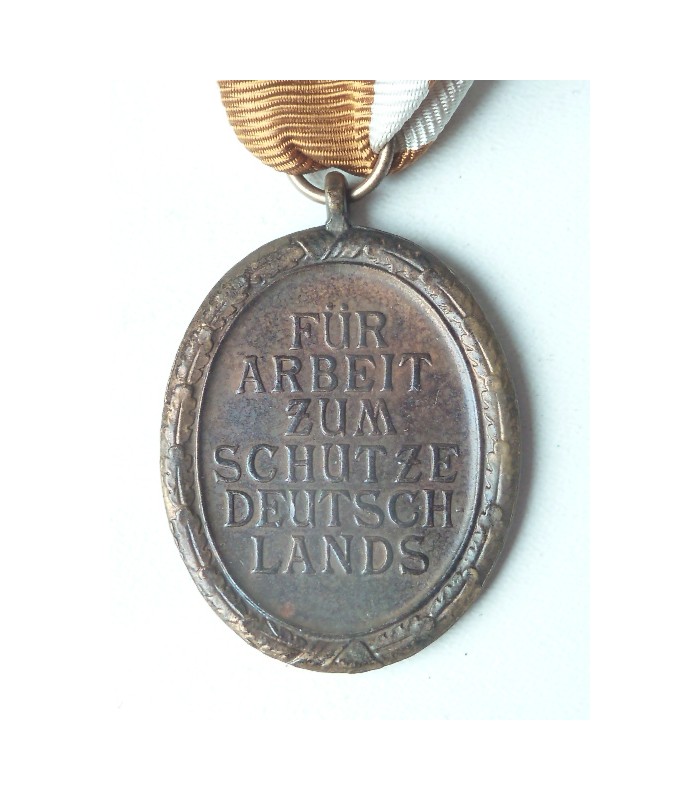 FÜR
ARBEIT
ZUM
SCHUTZE
DEUTSCH
LANDS